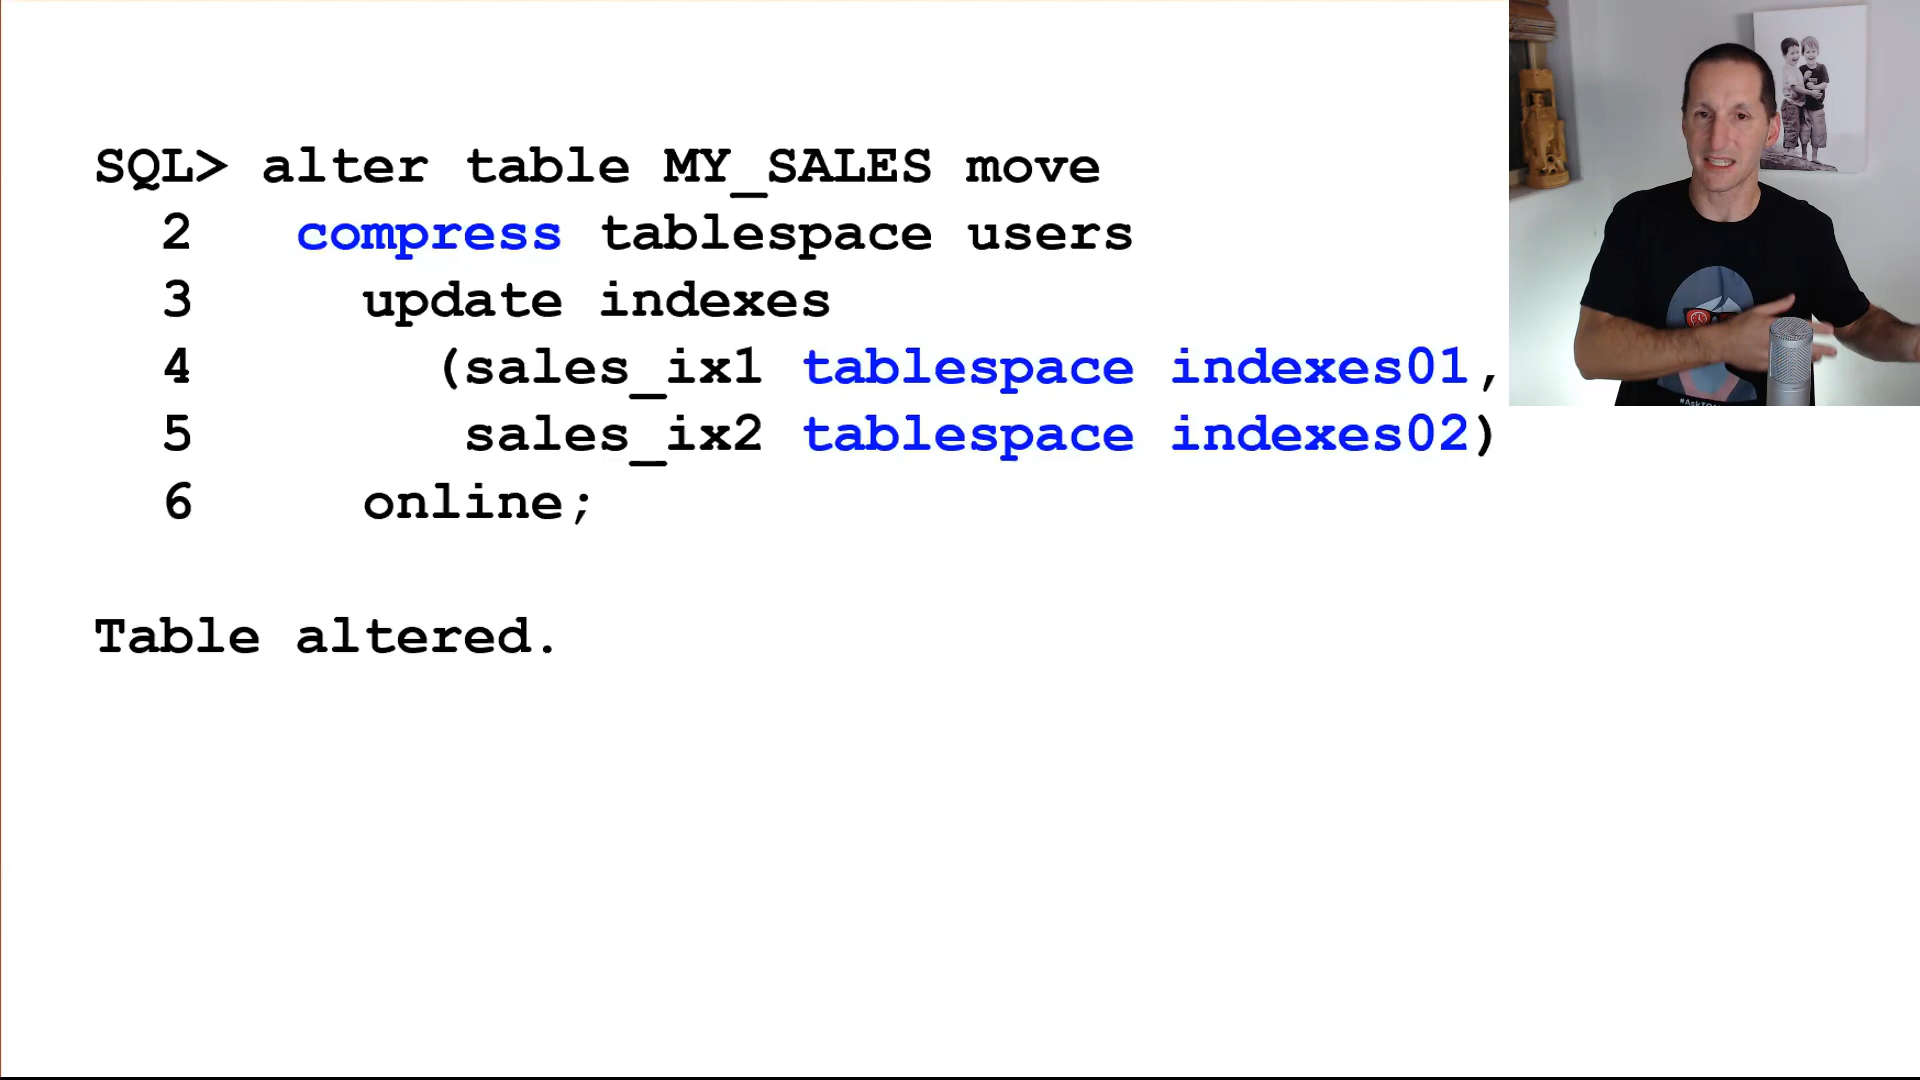 SQL> alter table MY_SALES move
2 compress tablespace users
3 update indexes
4 (sales_ix1 tablespace indexes01,
5 sales_ix2 tablespace indexes02)
6 online;
Table altered.